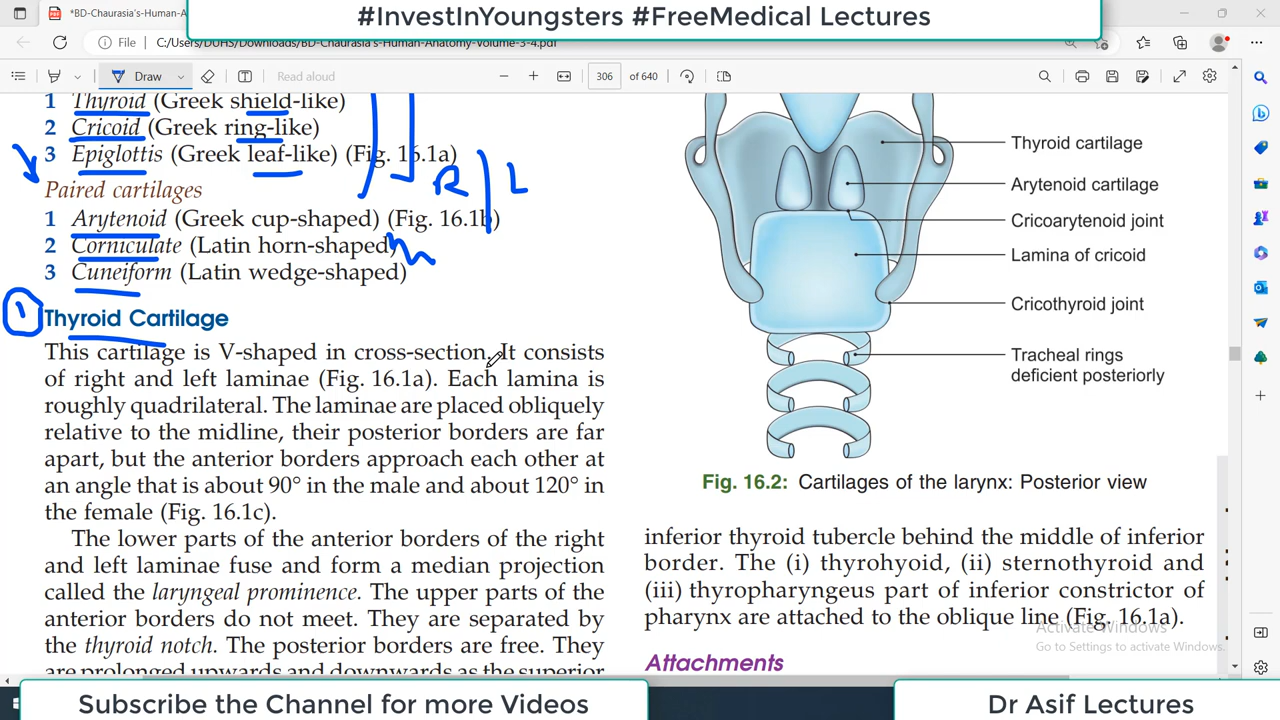 #InvestInYoungsters #FreeMedical Lectures
*BD-Chaurasia's-Human-A
File
C:/Users/DUHS/Downloads/BD-Chaurasia's-Human-Anatomy-Volume-3-4.pdf
Draw
Read aloud
306 of 640
1 Thyroid (Greek shield-like)
2 Cricoid (Greek ring-like)
3 Epiglottis (Greek leaf-like) (Fig. 16.1a)
R L
Paired cartilages
1 Arytenoid (Greek cup-shaped) (Fig. 16.1b)
2 Corniculate (Latin horn-shaped)
3 Cuneiform (Latin wedge-shaped)
1
Thyroid Cartilage
This cartilage is V-shaped in cross-section. It consists
of right and left laminae (Fig. 16.1a). Each lamina is
roughly quadrilateral. The laminae are placed obliquely
relative to the midline, their posterior borders are far
apart, but the anterior borders approach each other at
an angle that is about 90° in the male and about 120° in
the female (Fig. 16.1c).
The lower parts of the anterior borders of the right
and left laminae fuse and form a median projection
called the laryngeal prominence. The upper parts of the
anterior borders do not meet. They are separated by
the thyroid notch. The posterior borders are free. They
are prolonged upwards and downwards as the superior
Thyroid cartilage
Arytenoid cartilage
Cricoarytenoid joint
Lamina of cricoid
Cricothyroid joint
Tracheal rings
deficient posteriorly
Fig. 16.2: Cartilages of the larynx: Posterior view
inferior thyroid tubercle behind the middle of inferior
border. The (i) thyrohyoid, (ii) sternothyroid and
(iii) thyropharyngeus part of inferior constrictor of
pharynx are attached to the oblique line (Fig. 16.1a).
Activate Windows
Go to Settings to activate Windows.
Attachments
Subscribe the Channel for more Videos
Dr Asif Lectures